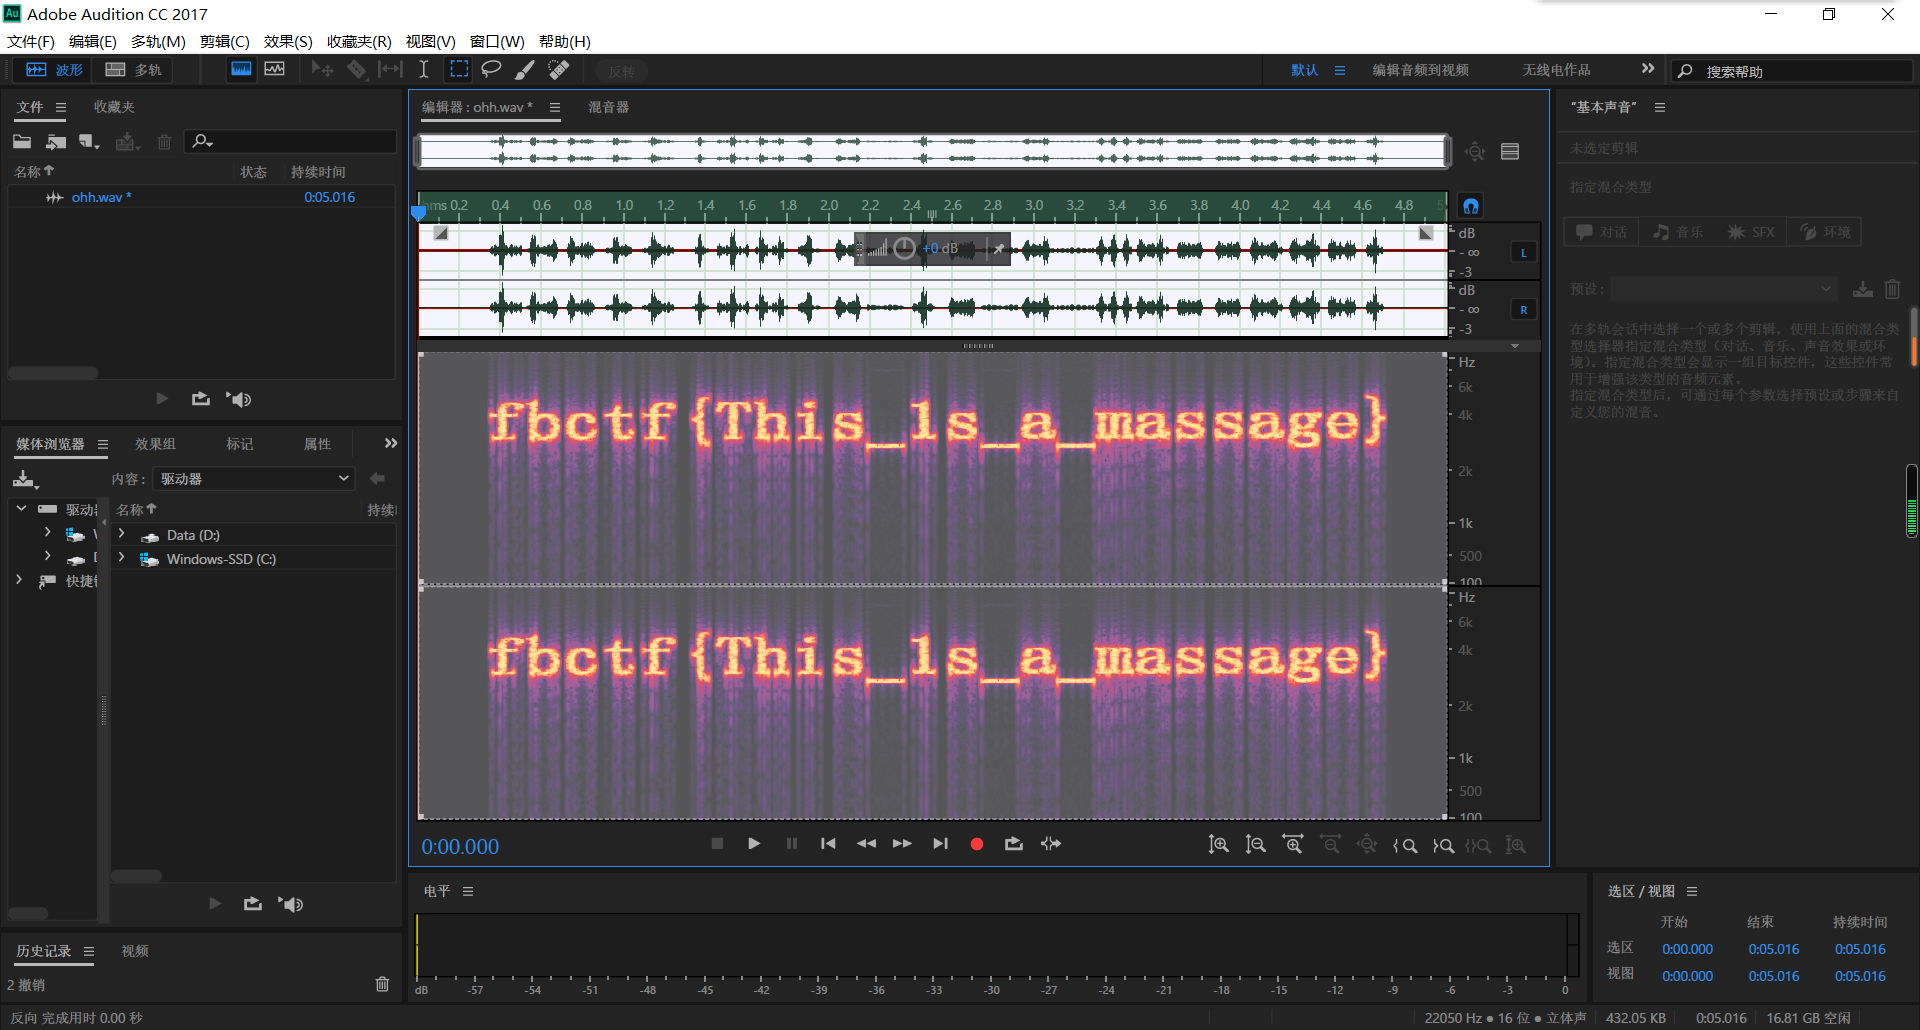 Au Adobe Audition CC 2017
文件(F) 编辑(E) 多轨(M) 剪辑(C) 效果(S) 收藏夹(R) 视图(V) 窗口(W) 帮助(H)
波形 多轨 反转 默认 编辑音频到视频 无线电作品 搜索帮助
文件 收藏夹
名称 状态 持续时间
ohh.wav * 0:05.016
媒体浏览器 效果组 标记 属性
内容: 驱动器
名称 持续
驱动
Data (D:)
Windows-SSD (C:)
快捷
历史记录 视频
2 撤销
反向 完成用时 0.00 秒
编辑器: ohh.wav * 混音器
hms 0.2 0.4 0.6 0.8 1.0 1.2 1.4 1.6 1.8 2.0 2.2 2.4 2.6 2.8 3.0 3.2 3.4 3.6 3.8 4.0 4.2 4.4 4.6 4.8
+0 dB
dB
-∞
-3
L
dB
-∞
-3
R
Hz
6k
4k
2k
1k
500
100
fbctf{This_1s_a_massage}
Hz
6k
4k
2k
1k
500
100
fbctf{This_1s_a_massage}
0:00.000
电平
dB -57 -54 -51 -48 -45 -42 -39 -36 -33 -30 -27 -24 -21 -18 -15 -12 -9 -6 -3 0
“基本声音”
未选定剪辑
指定混合类型
对话 音乐 SFX 环境
预设:
在多轨会话中选择一个或多个剪辑，使用上面的混合类
型选择器指定混合类型（对话、音乐、声音效果或环
境）。指定混合类型会显示一组目标控件，这些控件常
用于增强该类型的音频元素。
指定混合类型后，可通过每个参数选择预设或步骤来自
定义您的混音。
选区 / 视图
开始 结束 持续时间
选区 0:00.000 0:05.016 0:05.016
视图 0:00.000 0:05.016 0:05.016
22050 Hz ● 16 位 ● 立体声 432.05 KB 0:05.016 16.81 GB 空闲